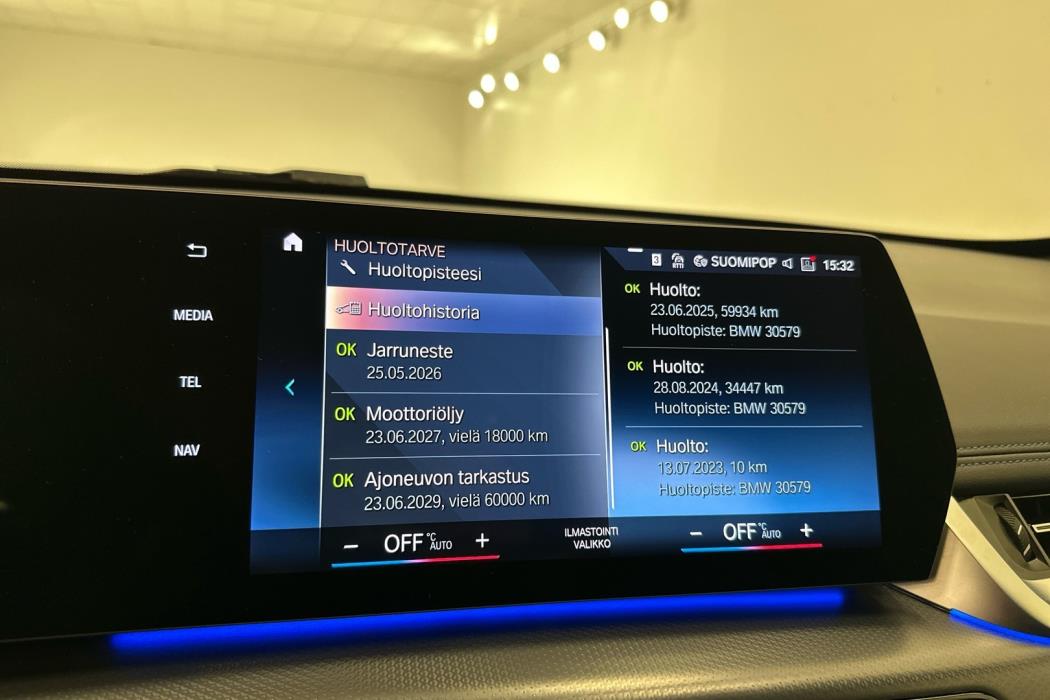 MEDIA
TEL
NAV
HUOLTOTARVE
Huoltopisteesi
Huoltohistoria
OK Jarruneste
25.05.2026
OK Moottoriöljy
23.06.2027, vielä 18000 km
OK Ajoneuvon tarkastus
23.06.2029, vielä 60000 km
3 RTTI SUOMIPOP 15:32
OK Huolto:
23.06.2025, 59934 km
Huoltopiste: BMW 30579
OK Huolto:
28.08.2024, 34447 km
Huoltopiste: BMW 30579
OK Huolto:
13.07.2023, 10 km
Huoltopiste: BMW 30579
– OFF °C AUTO +
ILMASTOINTI
VALIKKO
– OFF °C AUTO +